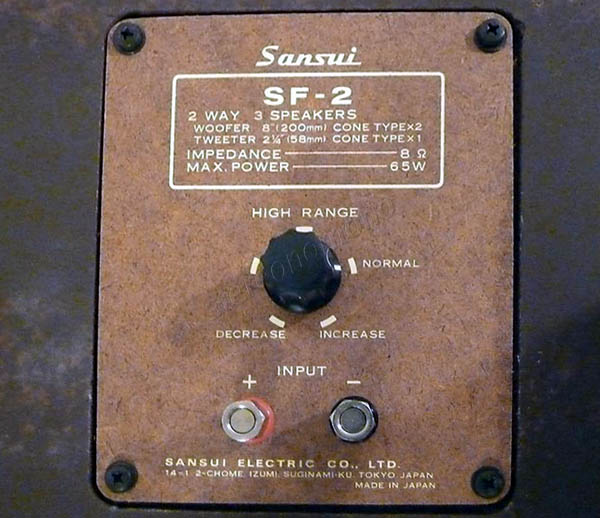 Sansui
SF-2
2 WAY 3 SPEAKERS
WOOFER 8" (200mm) CONE TYPE×2
TWEETER 2¼" (58mm) CONE TYPE×1
IMPEDANCE 8 Ω
MAX. POWER 65W
HIGH RANGE
NORMAL
DECREASE INCREASE
INPUT
+ −
SANSUI ELECTRIC CO., LTD.
14-1 2-CHOME, IZUMI, SUGINAMI-KU, TOKYO, JAPAN
MADE IN JAPAN